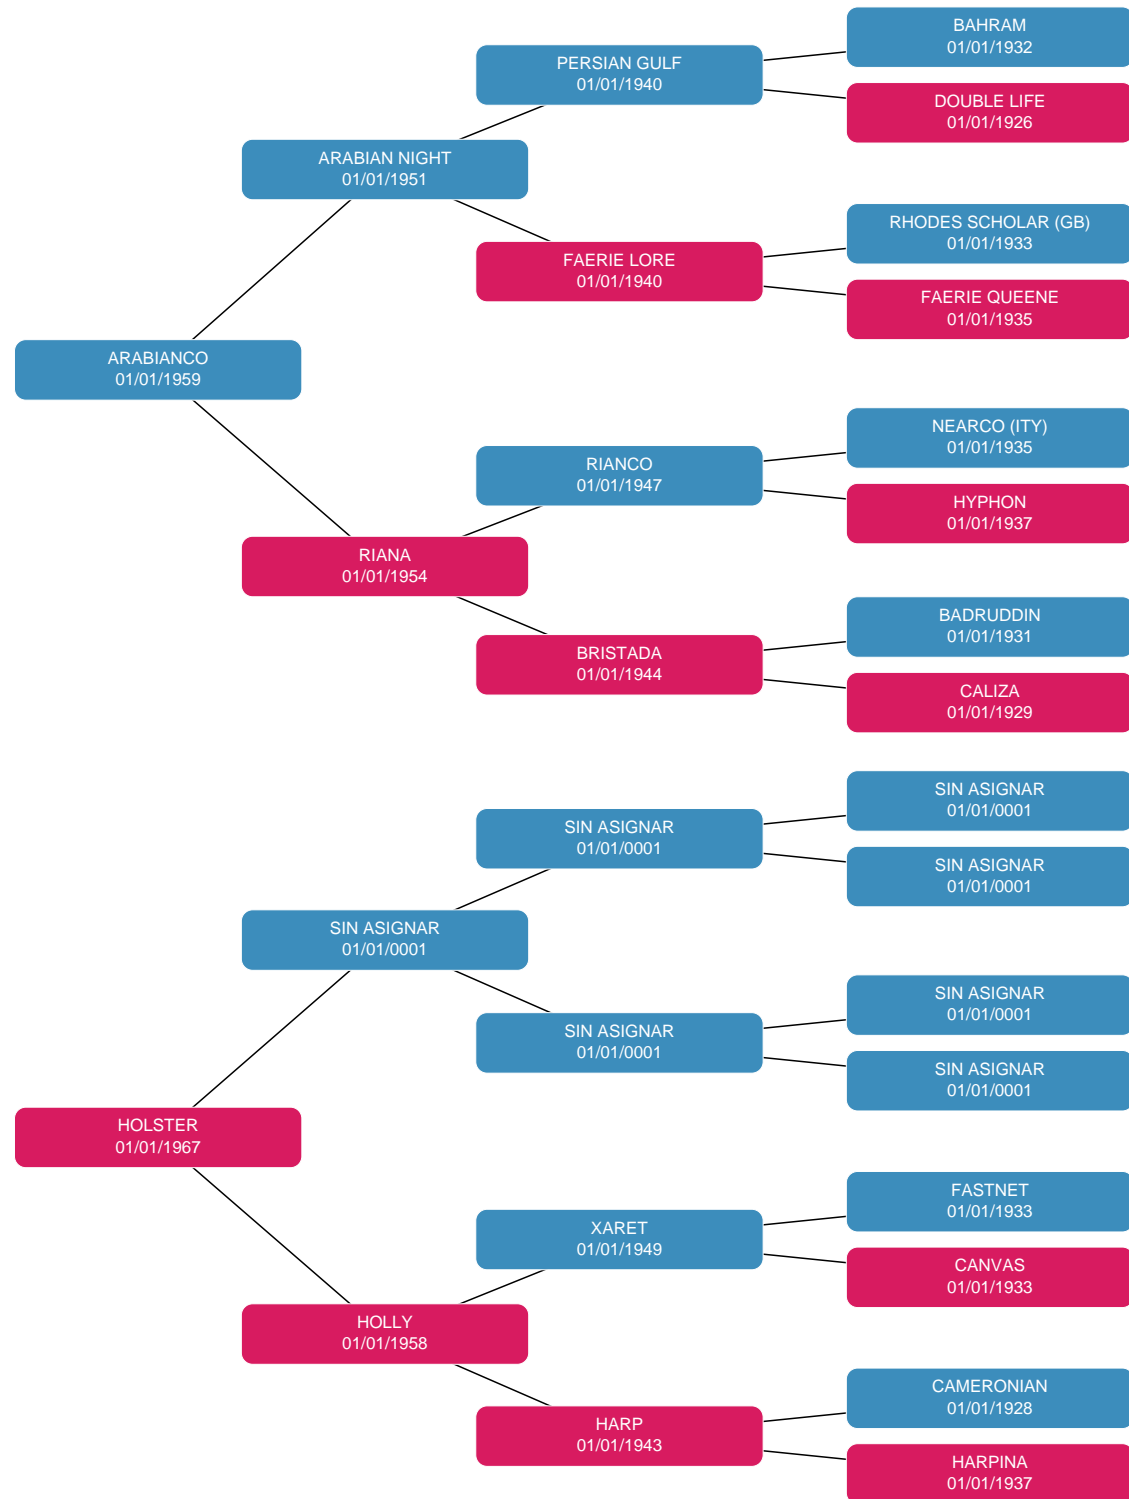 BAHRAM
01/01/1932
PERSIAN GULF
01/01/1940
DOUBLE LIFE
01/01/1926
ARABIAN NIGHT
01/01/1951
RHODES SCHOLAR (GB)
01/01/1933
FAERIE LORE
01/01/1940
FAERIE QUEENE
01/01/1935
ARABIANCO
01/01/1959
NEARCO (ITY)
01/01/1935
RIANCO
01/01/1947
HYPHON
01/01/1937
RIANA
01/01/1954
BADRUDDIN
01/01/1931
BRISTADA
01/01/1944
CALIZA
01/01/1929
SIN ASIGNAR
01/01/0001
SIN ASIGNAR
01/01/0001
SIN ASIGNAR
01/01/0001
SIN ASIGNAR
01/01/0001
SIN ASIGNAR
01/01/0001
SIN ASIGNAR
01/01/0001
SIN ASIGNAR
01/01/0001
HOLSTER
01/01/1967
FASTNET
01/01/1933
XARET
01/01/1949
CANVAS
01/01/1933
HOLLY
01/01/1958
CAMERONIAN
01/01/1928
HARP
01/01/1943
HARPINA
01/01/1937